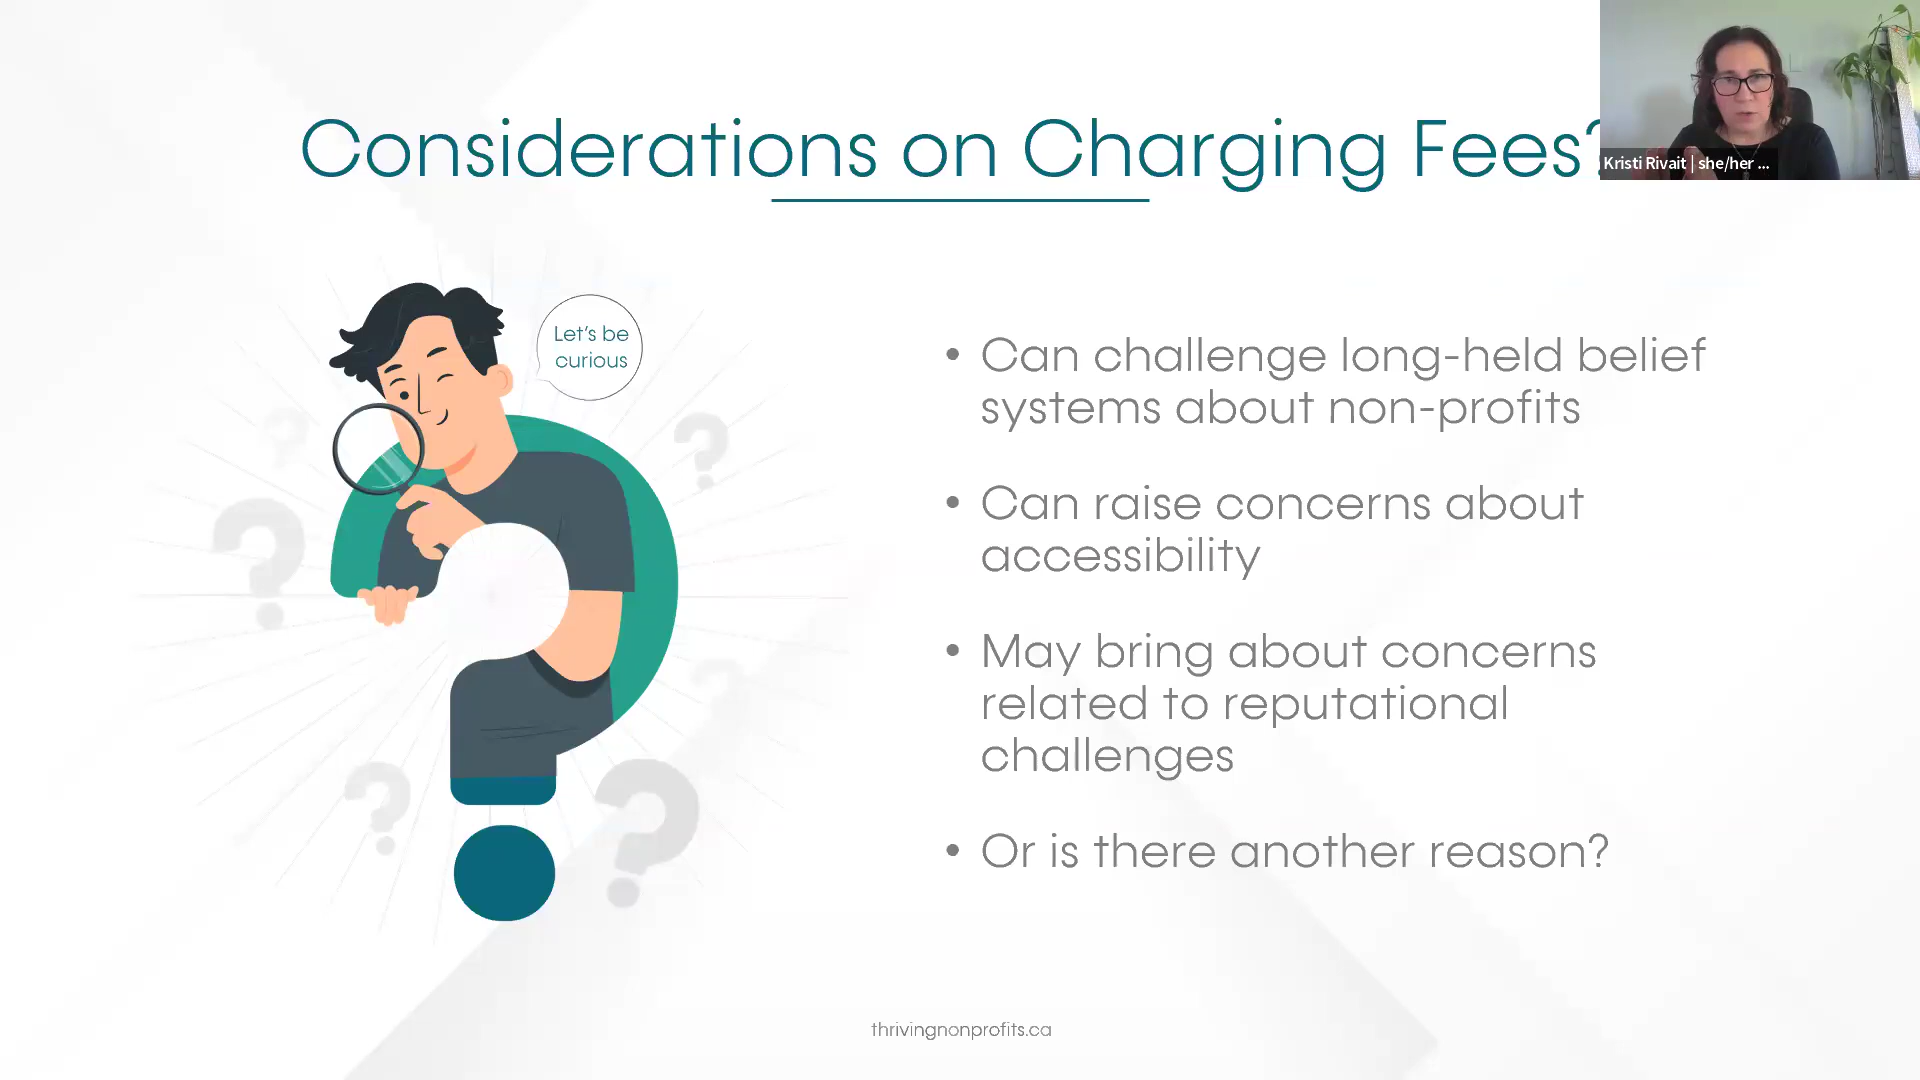 Considerations on Charging Fees?
Kristi Rivait | she/her ...
Let's be
curious
• Can challenge long-held belief
systems about non-profits
• Can raise concerns about
accessibility
• May bring about concerns
related to reputational
challenges
• Or is there another reason?
thrivingnonprofits.ca